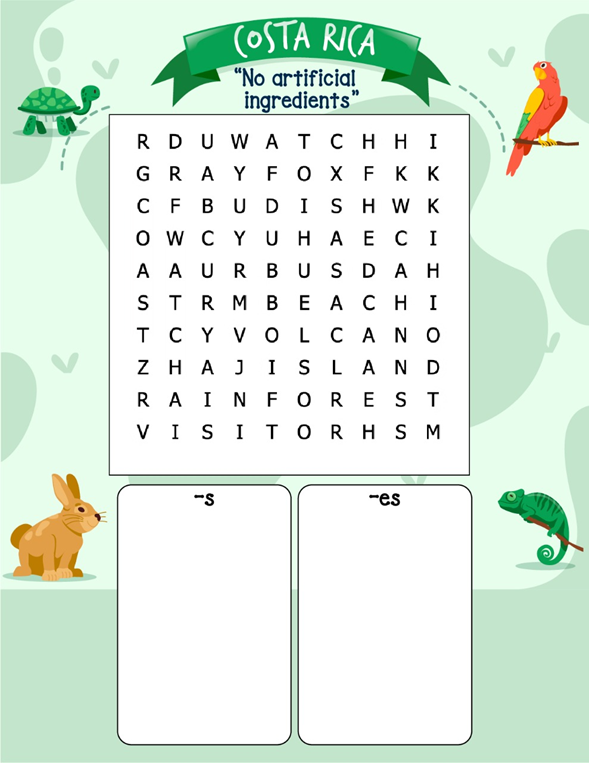 COSTA RICA
“No artificial
ingredients”
R D U W A T C H H I
G R A Y F O X F K K
C F B U D I S H W K
O W C Y U H A E C I
A A U R B U S D A H
S T R M B E A C H I
T C Y V O L C A N O
Z H A J I S L A N D
R A I N F O R E S T
V I S I T O R H S M
-s
-es